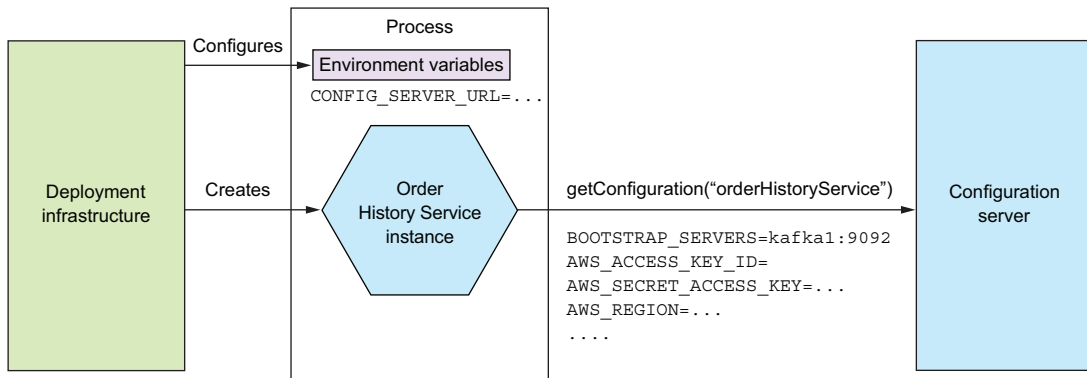 Process
Configures
Environment variables
CONFIG_SERVER_URL=...
Deployment
infrastructure
Creates
Order
History Service
instance
getConfiguration(“orderHistoryService”)
BOOTSTRAP_SERVERS=kafka1:9092
AWS_ACCESS_KEY_ID=
AWS_SECRET_ACCESS_KEY=...
AWS_REGION=...
....
Configuration
server